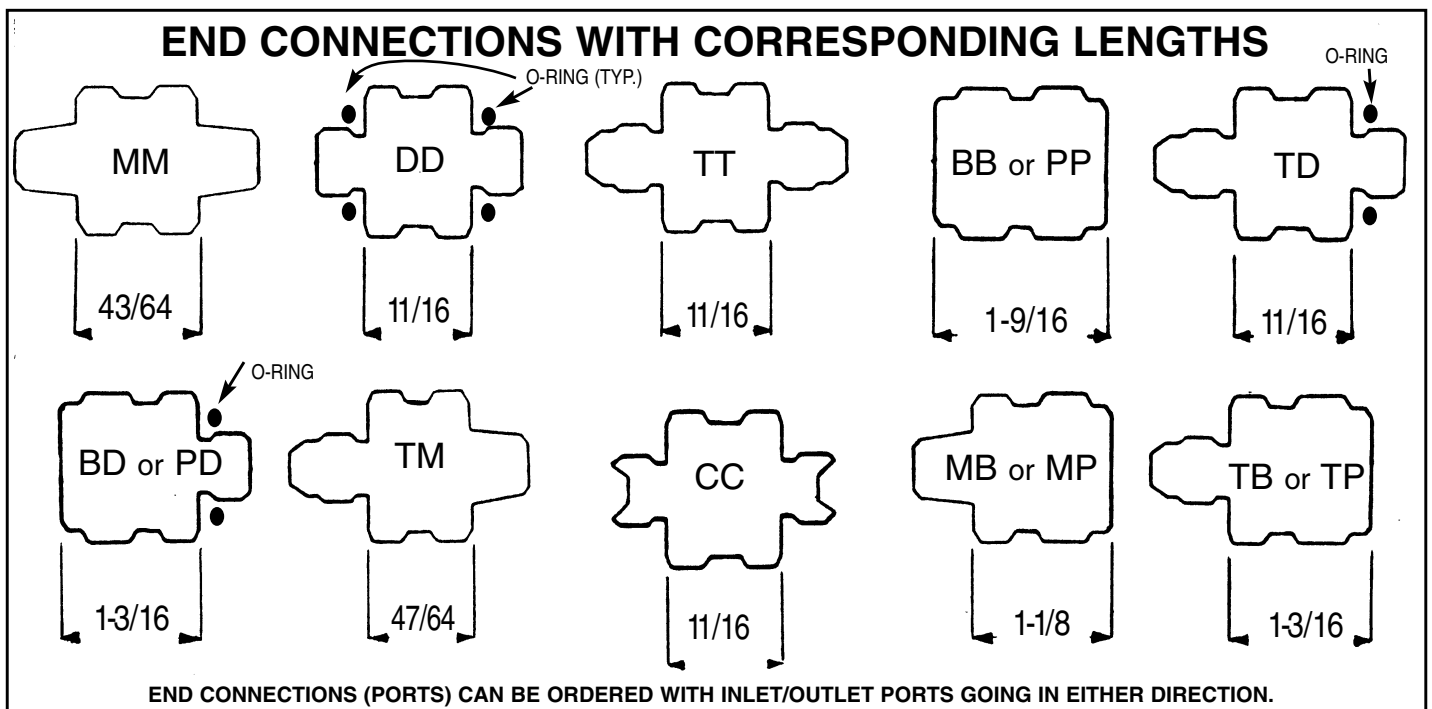 END CONNECTIONS WITH CORRESPONDING LENGTHS
O-RING (TYP.)
O-RING
MM
DD
TT
BB or PP
TD
43/64
11/16
11/16
1-9/16
11/16
O-RING
BD or PD
TM
CC
MB or MP
TB or TP
1-3/16
47/64
11/16
1-1/8
1-3/16
END CONNECTIONS (PORTS) CAN BE ORDERED WITH INLET/OUTLET PORTS GOING IN EITHER DIRECTION.